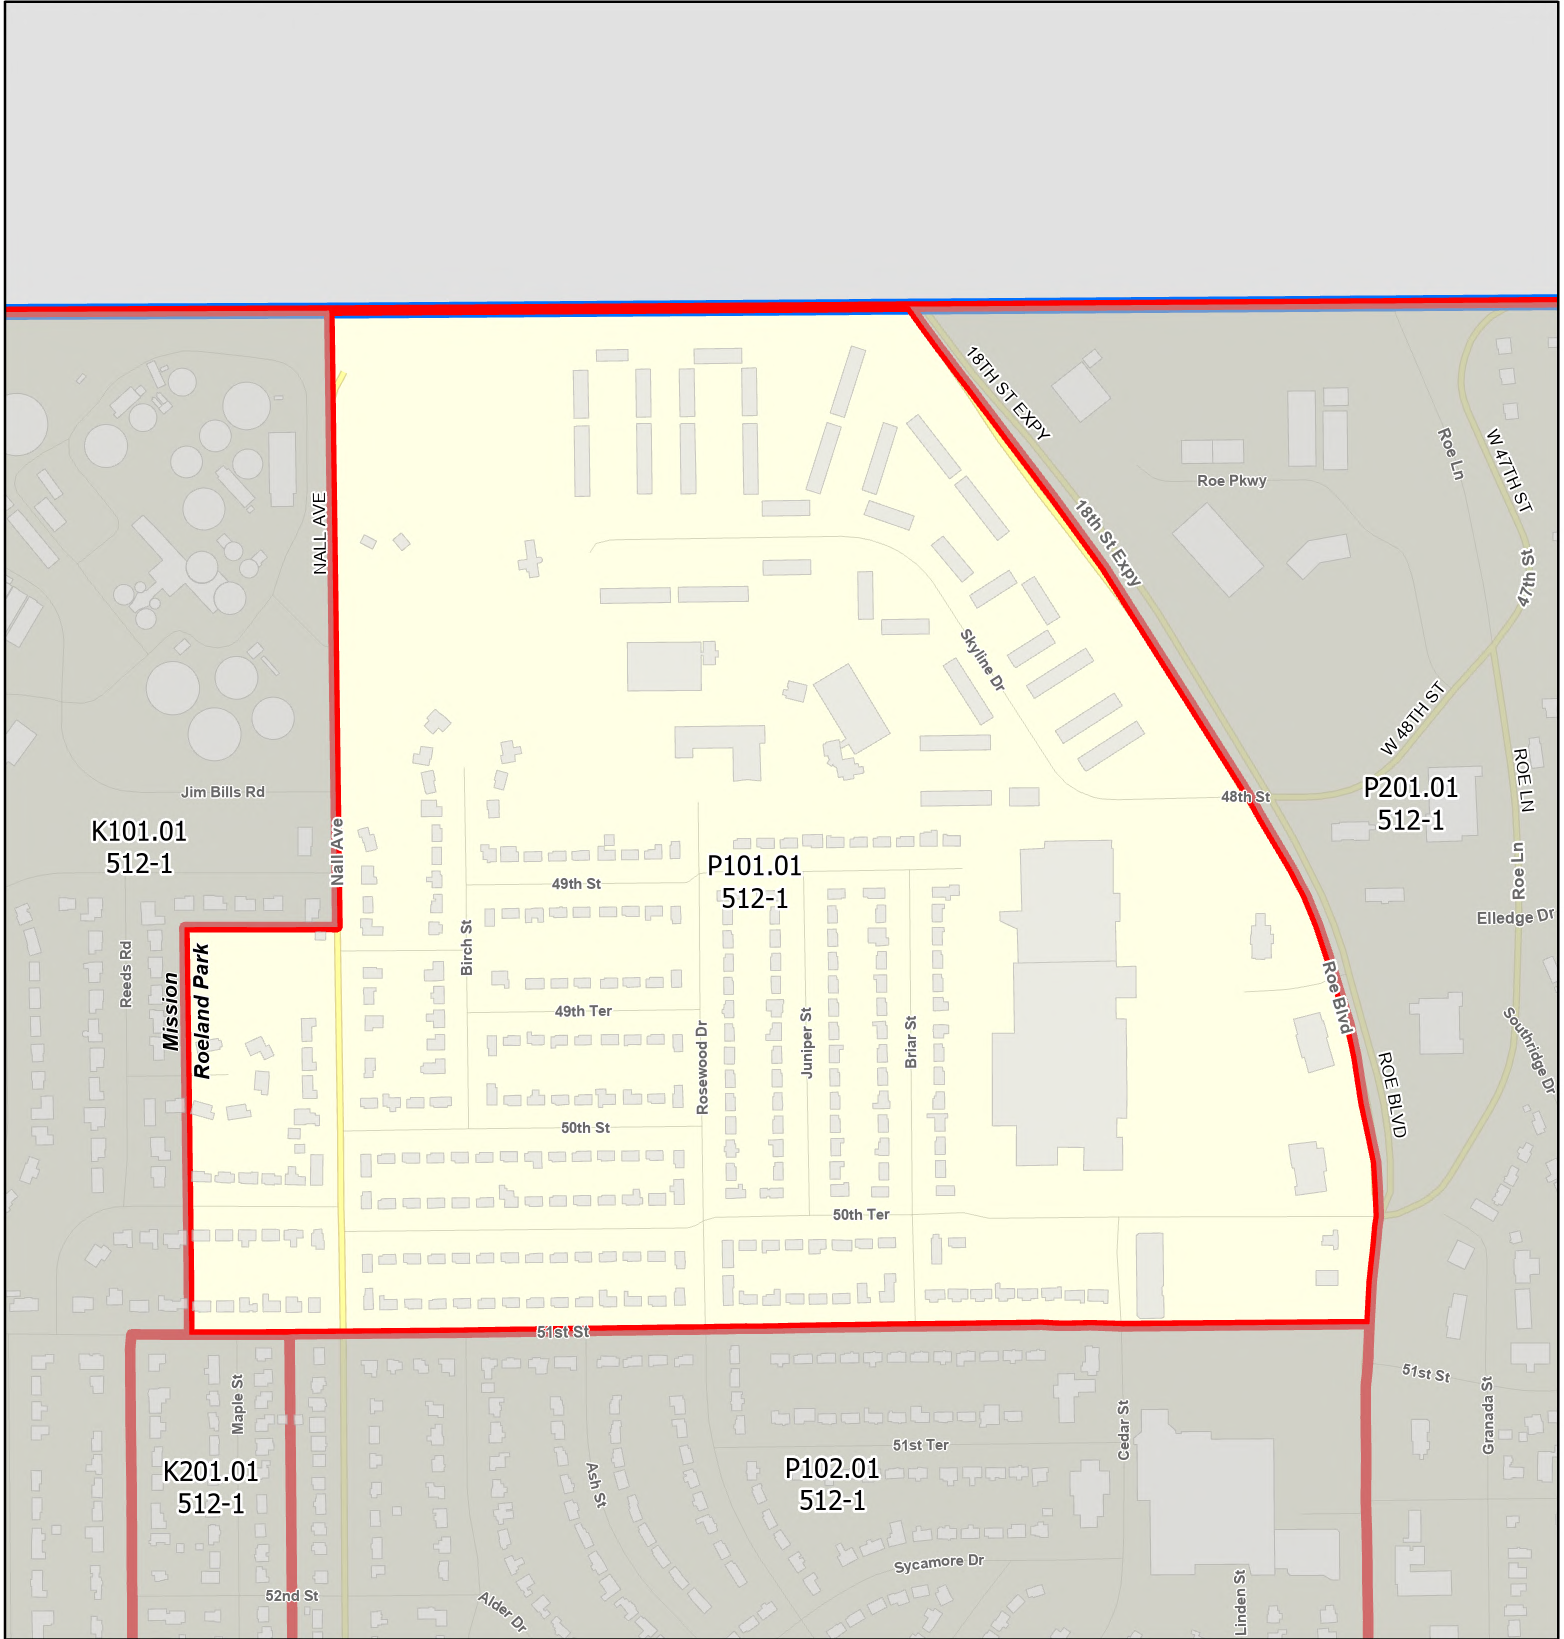 18TH ST EXPY
W 47TH ST
Roe Ln
Roe Pkwy
NALL AVE
18th St Expy
47th St
Skyline Dr
W 48TH ST
ROE LN
Jim Bills Rd
48th St
P201.01
512-1
K101.01
512-1
Nall Ave
P101.01
512-1
49th St
Roe Ln
Elledge Dr
Birch St
Reeds Rd
Mission
Roeland Park
Roe Blvd
49th Ter
Juniper St
Briar St
Rosewood Dr
Southridge Dr
ROE BLVD
50th St
50th Ter
51st St
51st St
Maple St
Cedar St
Granada St
51st Ter
K201.01
512-1
P102.01
512-1
Ash St
Sycamore Dr
52nd St
Alder Dr
Linden St